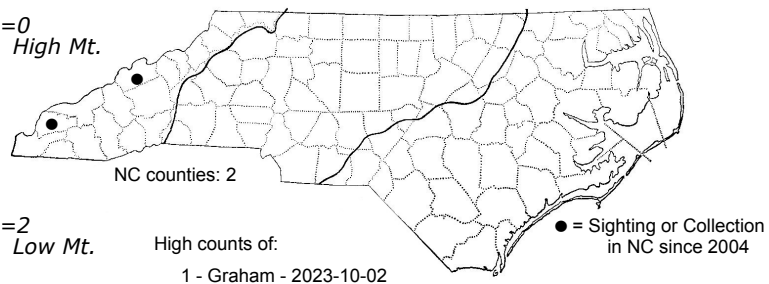 =0
High Mt.
NC counties: 2
=2
Low Mt.
High counts of:
1 - Graham - 2023-10-02
● = Sighting or Collection
in NC since 2004